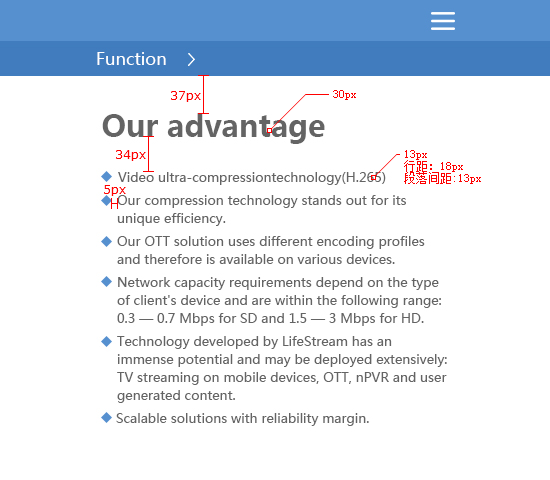 Function
37px
30px
Our advantage
34px
13px
行距：18px
段落间距:13px
Video ultra-compressiontechnology(H.265)
5px
Our compression technology stands out for its
unique efficiency.
Our OTT solution uses different encoding profiles
and therefore is available on various devices.
Network capacity requirements depend on the type
of client's device and are within the following range:
0.3 — 0.7 Mbps for SD and 1.5 — 3 Mbps for HD.
Technology developed by LifeStream has an
immense potential and may be deployed extensively:
TV streaming on mobile devices, OTT, nPVR and user
generated content.
Scalable solutions with reliability margin.